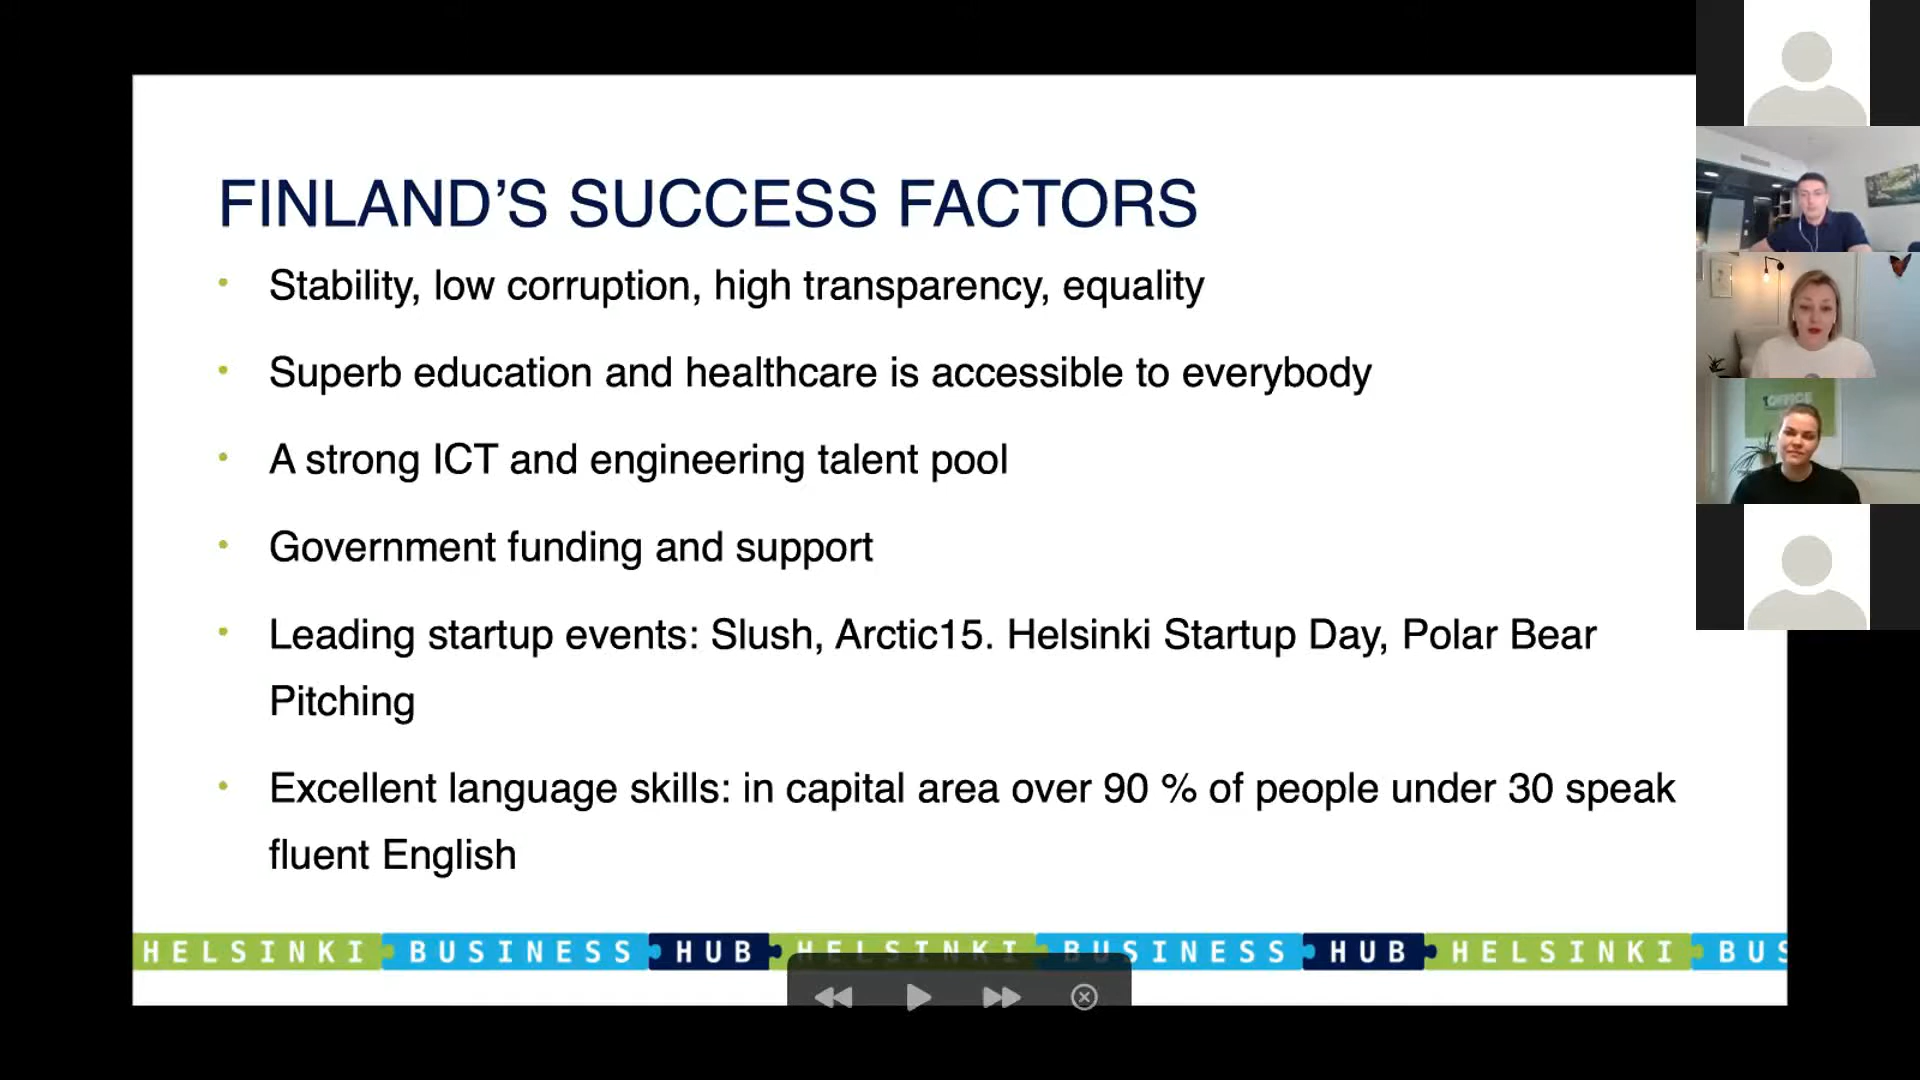 FINLAND’S SUCCESS FACTORS
• Stability, low corruption, high transparency, equality
• Superb education and healthcare is accessible to everybody
• A strong ICT and engineering talent pool
• Government funding and support
• Leading startup events: Slush, Arctic15. Helsinki Startup Day, Polar Bear
Pitching
• Excellent language skills: in capital area over 90 % of people under 30 speak
fluent English
HELSINKI BUSINESS HUB HELSINKI BUSINESS HUB HELSINKI BUS
1OFFICE